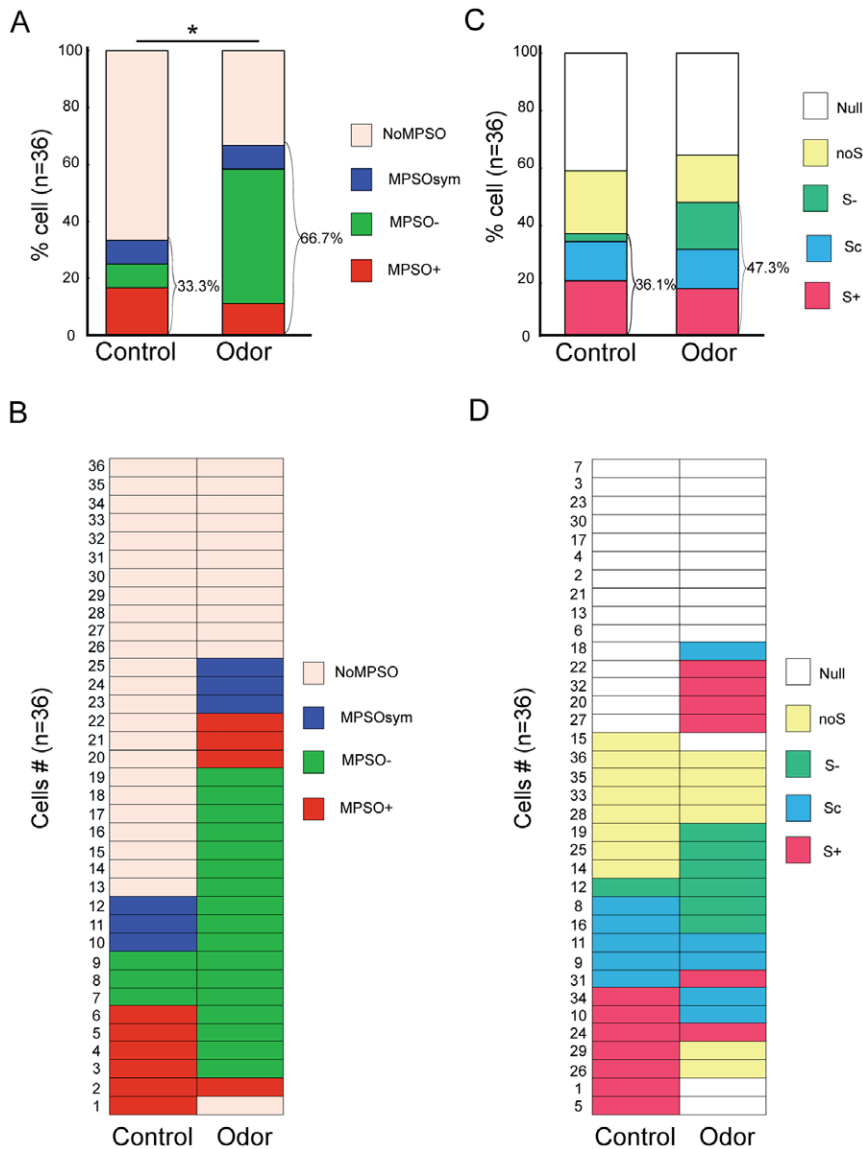 A
*
100
80
60
40
20
0
% cell (n=36)
Control
Odor
33.3%
66.7%
NoMPSO
MPSOsym
MPSO-
MPSO+
C
100
80
60
40
20
0
% cell (n=36)
Control
Odor
36.1%
47.3%
Null
noS
S-
Sc
S+
B
Cells # (n=36)
36
35
34
33
32
31
30
29
28
27
26
25
24
23
22
21
20
19
18
17
16
15
14
13
12
11
10
9
8
7
6
5
4
3
2
1
Control
Odor
NoMPSO
MPSOsym
MPSO-
MPSO+
D
Cells # (n=36)
7
3
23
30
17
4
2
21
13
6
18
22
32
20
27
15
36
35
33
28
19
25
14
12
8
16
11
9
31
34
10
24
29
26
1
5
Control
Odor
Null
noS
S-
Sc
S+